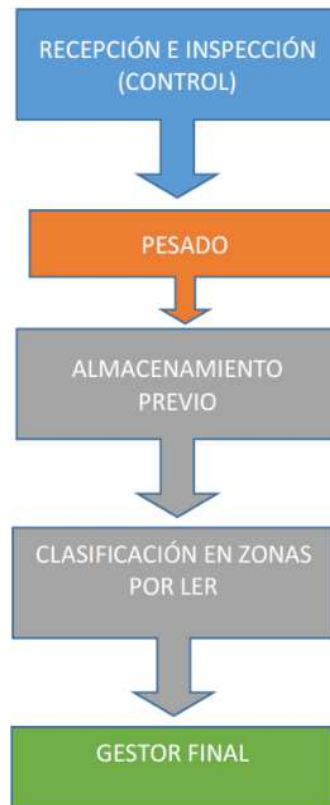 RECEPCIÓN E INSPECCIÓN
(CONTROL)
PESADO
ALMACENAMIENTO
PREVIO
CLASIFICACIÓN EN ZONAS
POR LER
GESTOR FINAL